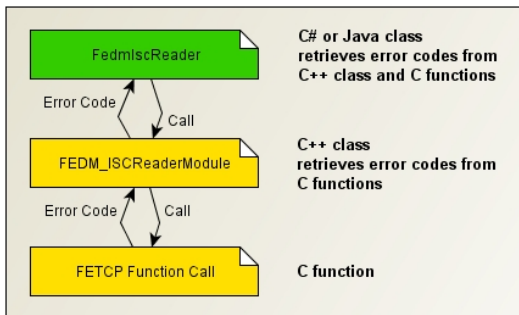 FedmIscReader
C# or Java class
retrieves error codes from
C++ class and C functions
Error Code
Call
FEDM_ISCReaderModule
C++ class
retrieves error codes from
C functions
Error Code
Call
FETCP Function Call
C function